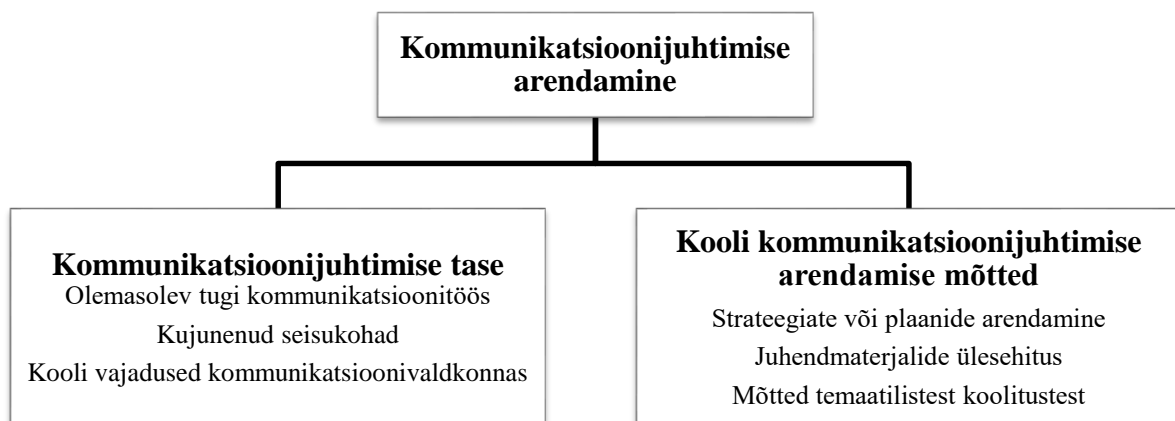 Kommunikatsioonijuhtimise
arendamine
Kommunikatsioonijuhtimise tase
Olemasolev tugi kommunikatsioonitöös
Kujunenud seisukohad
Kooli vajadused kommunikatsioonivaldkonnas
Kooli kommunikatsioonijuhtimise
arendamise mõtted
Strateegiate või plaanide arendamine
Juhendmaterjalide ülesehitus
Mõtted temaatilistest koolitustest